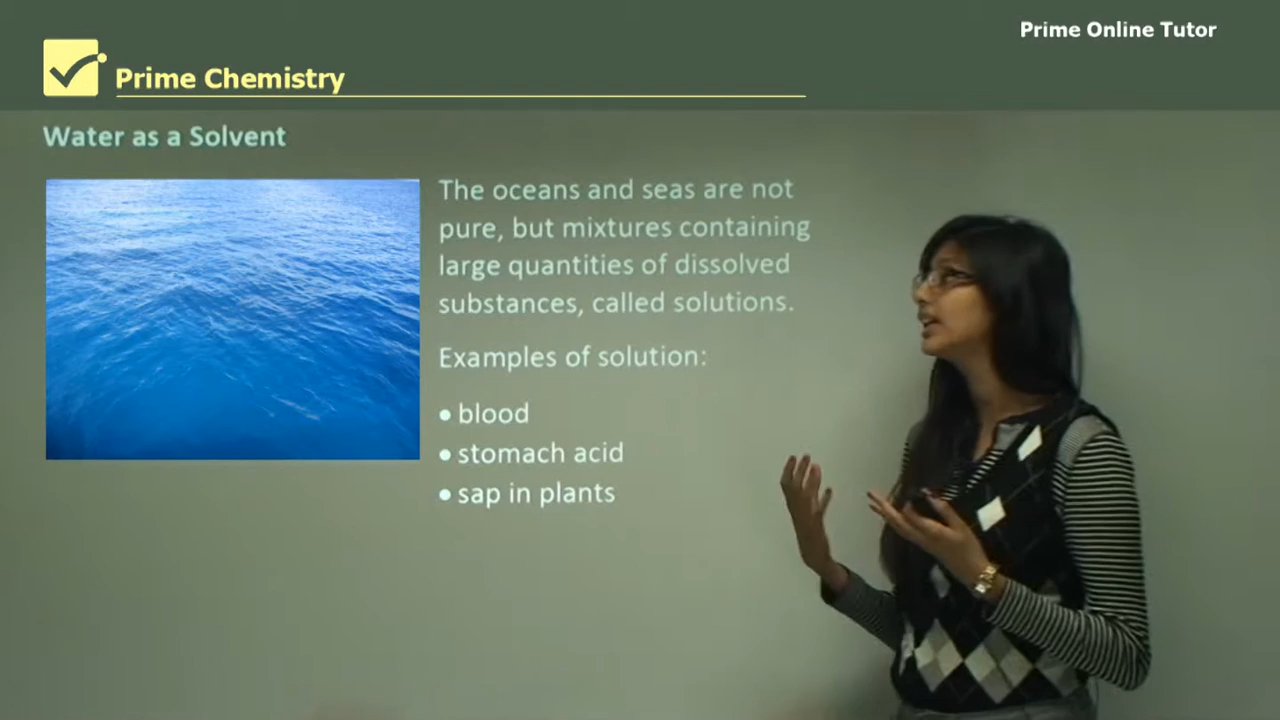 Prime Online Tutor
Prime Chemistry
Water as a Solvent
The oceans and seas are not
pure, but mixtures containing
large quantities of dissolved
substances, called solutions.
Examples of solution:
• blood
• stomach acid
• sap in plants